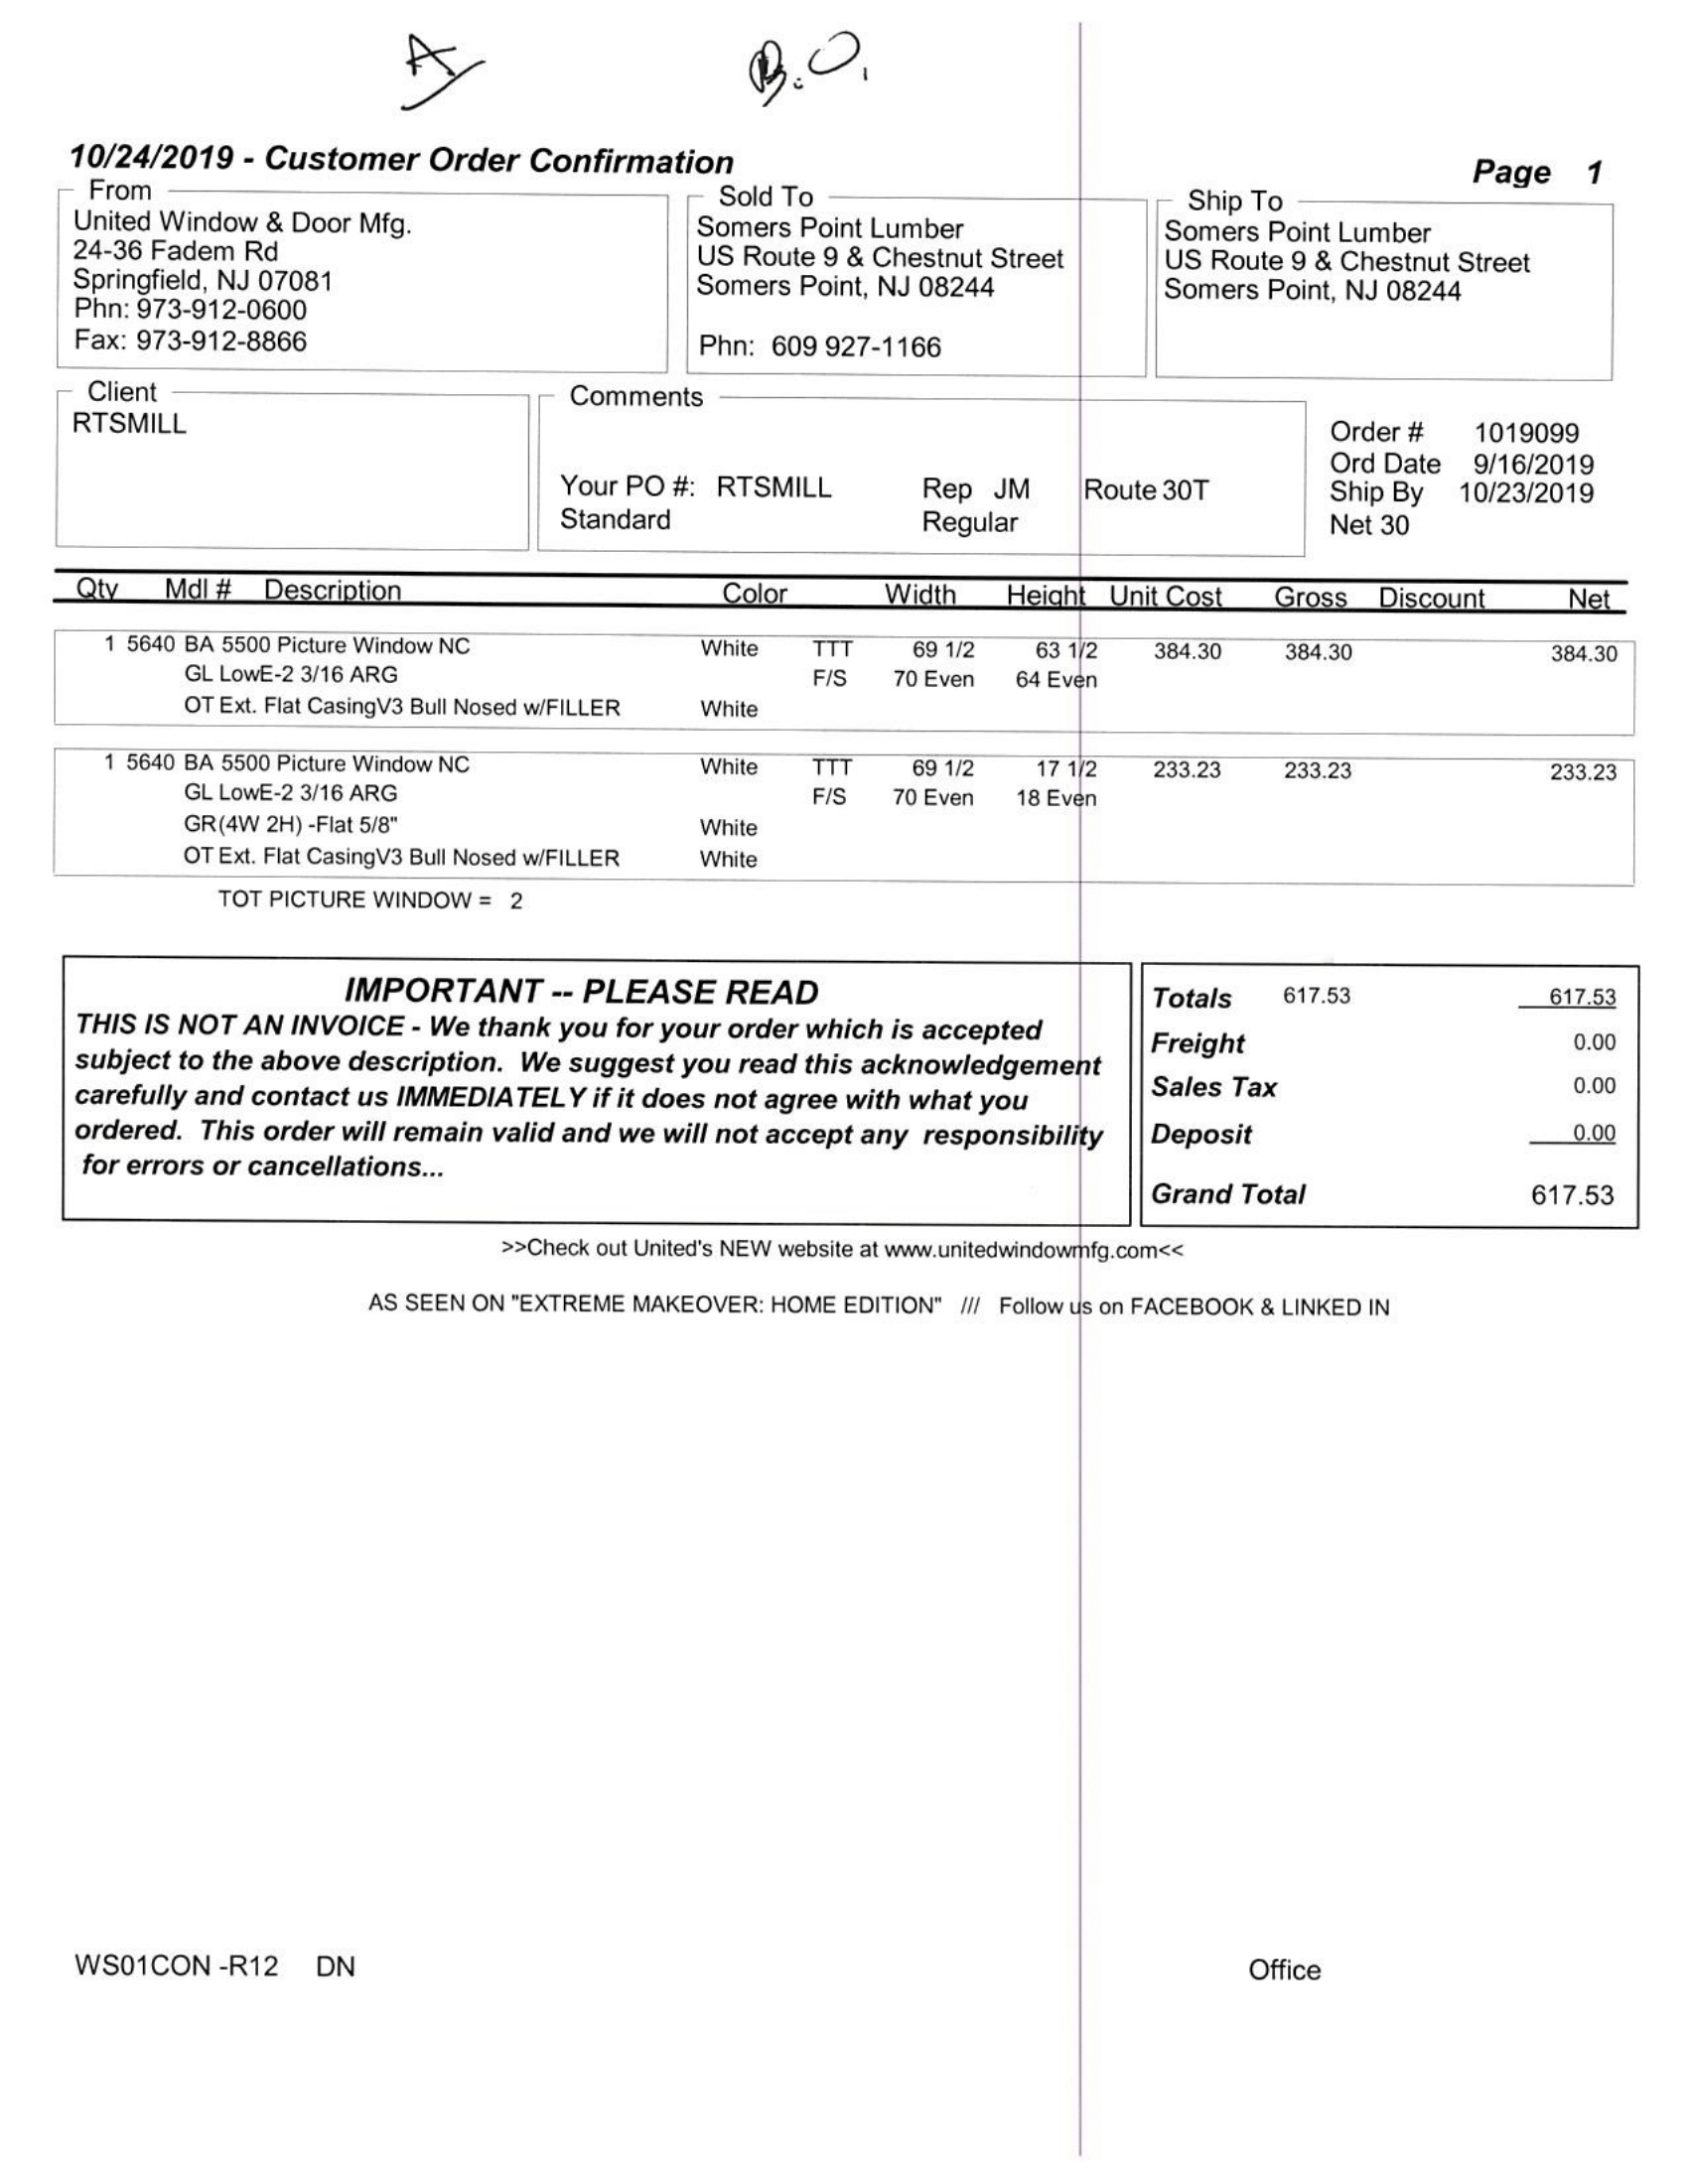 A
B.O.
10/24/2019 - Customer Order Confirmation
Page 1
From
United Window & Door Mfg.
24-36 Fadem Rd
Springfield, NJ 07081
Phn: 973-912-0600
Fax: 973-912-8866
Sold To
Somers Point Lumber
US Route 9 & Chestnut Street
Somers Point, NJ 08244
Phn: 609 927-1166
Ship To
Somers Point Lumber
US Route 9 & Chestnut Street
Somers Point, NJ 08244
Client
RTSMILL
Comments
Your PO #: RTSMILL Rep JM Route 30T
Standard Regular
Order # 1019099
Ord Date 9/16/2019
Ship By 10/23/2019
Net 30
Qty Mdl # Description Color Width Height Unit Cost Gross Discount Net
1 5640 BA 5500 Picture Window NC White TTT 69 1/2 63 1/2 384.30 384.30 384.30
GL LowE-2 3/16 ARG F/S 70 Even 64 Even
OT Ext. Flat CasingV3 Bull Nosed w/FILLER White
1 5640 BA 5500 Picture Window NC White TTT 69 1/2 17 1/2 233.23 233.23 233.23
GL LowE-2 3/16 ARG F/S 70 Even 18 Even
GR(4W 2H) -Flat 5/8" White
OT Ext. Flat CasingV3 Bull Nosed w/FILLER White
TOT PICTURE WINDOW = 2
IMPORTANT -- PLEASE READ
THIS IS NOT AN INVOICE - We thank you for your order which is accepted
subject to the above description. We suggest you read this acknowledgement
carefully and contact us IMMEDIATELY if it does not agree with what you
ordered. This order will remain valid and we will not accept any responsibility
for errors or cancellations...
Totals 617.53 617.53
Freight 0.00
Sales Tax 0.00
Deposit 0.00
Grand Total 617.53
>>Check out United's NEW website at www.unitedwindowmfg.com<<
AS SEEN ON "EXTREME MAKEOVER: HOME EDITION" /// Follow us on FACEBOOK & LINKED IN
WS01CON -R12 DN
Office